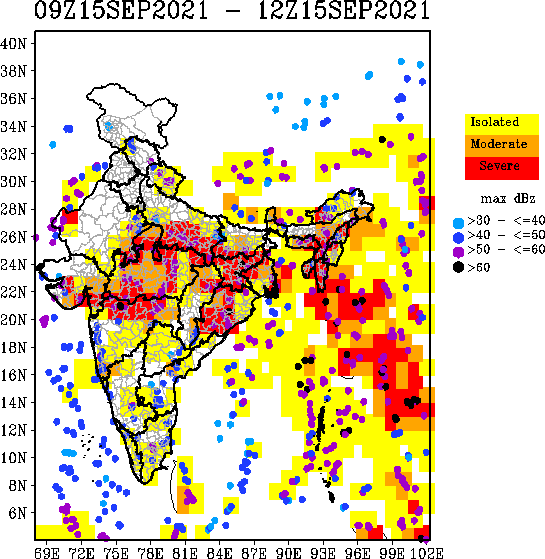 09Z15SEP2021 - 12Z15SEP2021
40N
38N
36N
34N
32N
30N
28N
26N
24N
22N
20N
18N
16N
14N
12N
10N
8N
6N
69E 72E 75E 78E 81E 84E 87E 90E 93E 96E 99E 102E
Isolated
Moderate
Severe
max dBz
>30 - <=40
>40 - <=50
>50 - <=60
>60